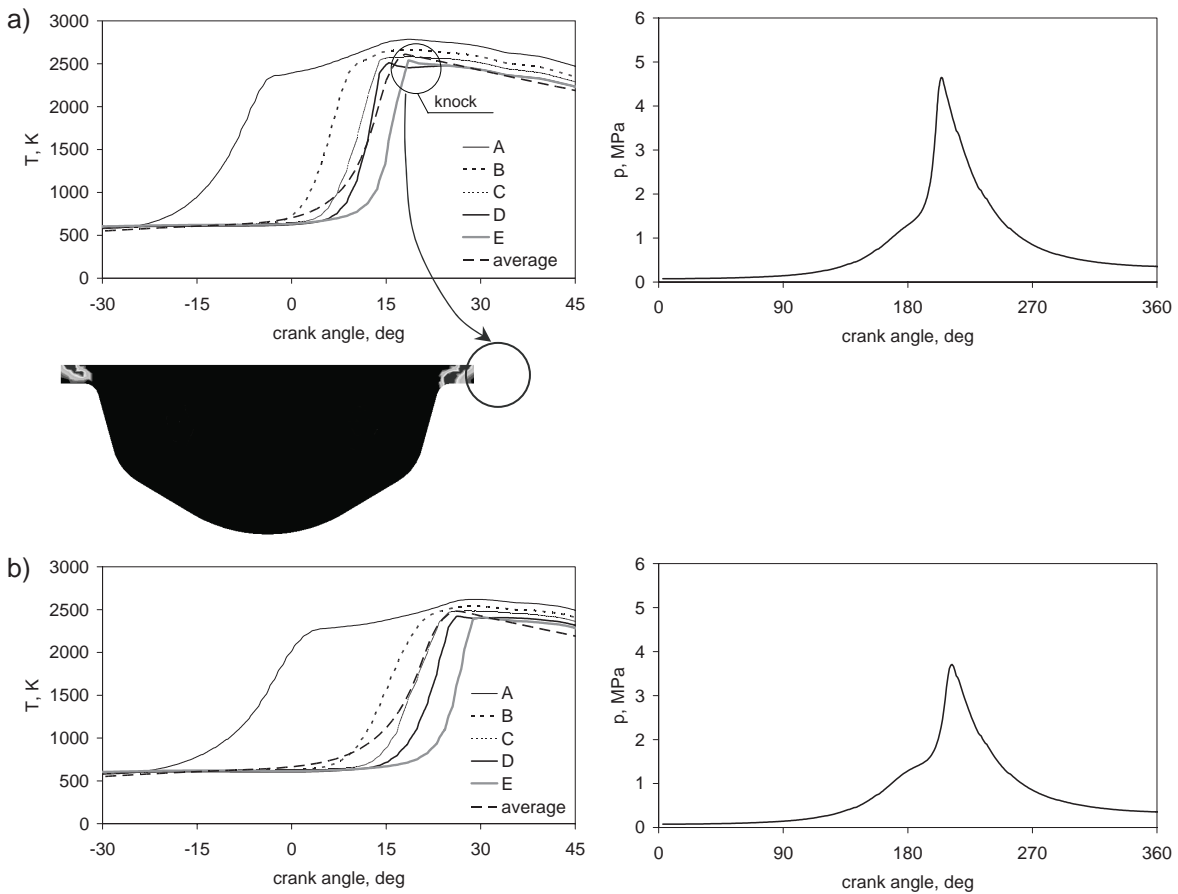 a)
3000
2500
2000
1500
1000
500
0
T, K
-30 -15 0 15 30 45
crank angle, deg
knock
A
B
C
D
E
average
6
5
4
3
2
1
0
p, MPa
0 90 180 270 360
crank angle, deg
b)
3000
2500
2000
1500
1000
500
0
T, K
-30 -15 0 15 30 45
crank angle, deg
A
B
C
D
E
average
6
5
4
3
2
1
0
p, MPa
0 90 180 270 360
crank angle, deg